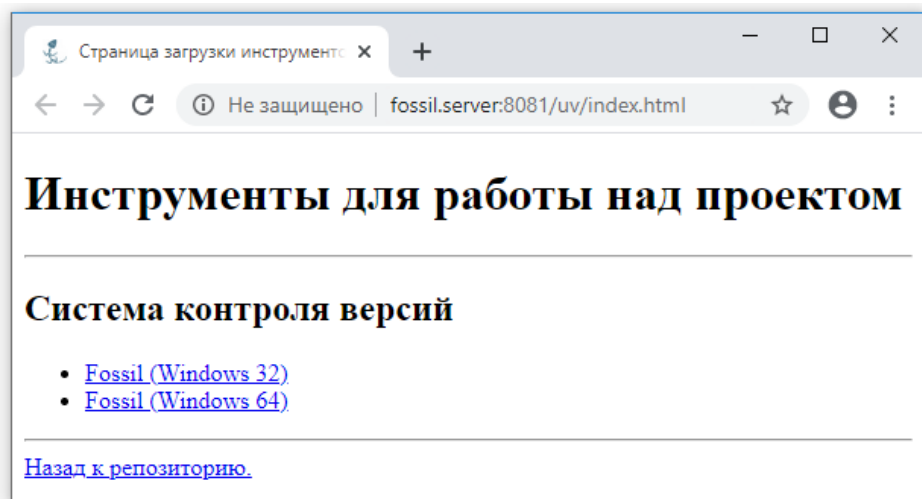 Страница загрузки инструменто
Не защищено fossil.server:8081/uv/index.html
Инструменты для работы над проектом
Система контроля версий
Fossil (Windows 32)
Fossil (Windows 64)
Назад к репозиторию.